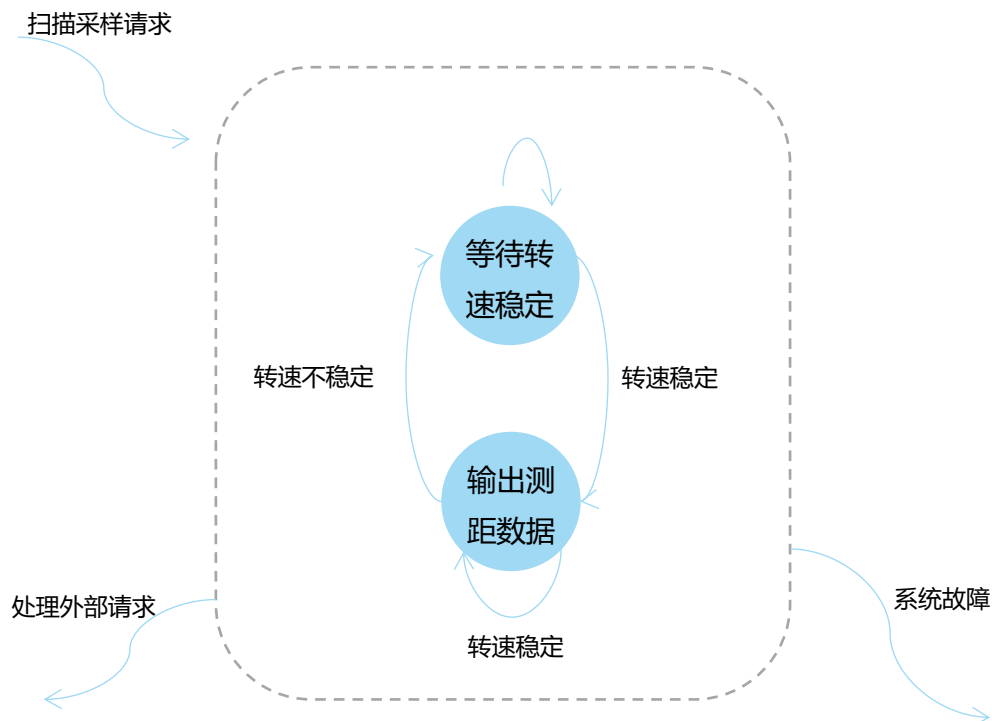 扫描采样请求
等待转
速稳定
转速不稳定
转速稳定
输出测
距数据
处理外部请求
系统故障
转速稳定